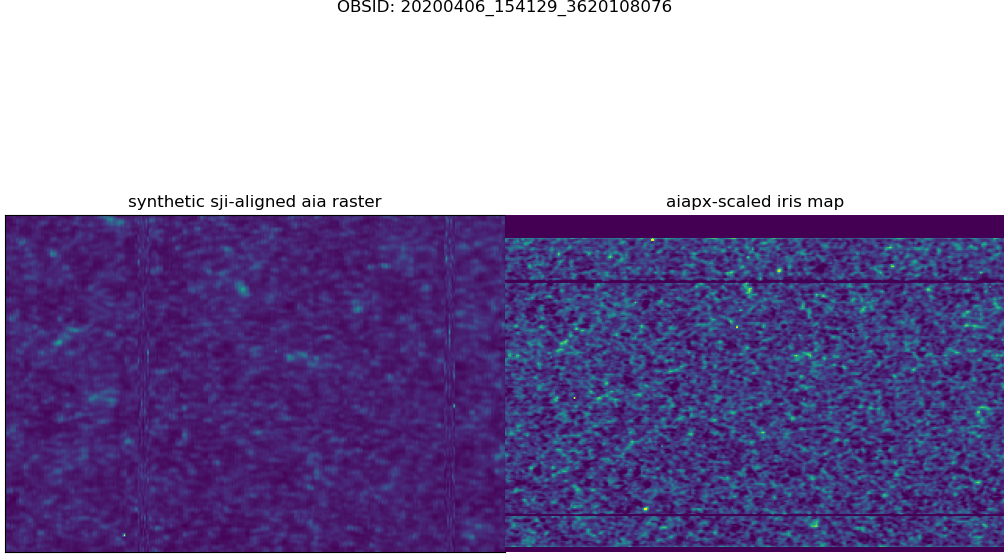 OBSID: 20200406_154129_3620108076
synthetic sji-aligned aia raster
aiapx-scaled iris map